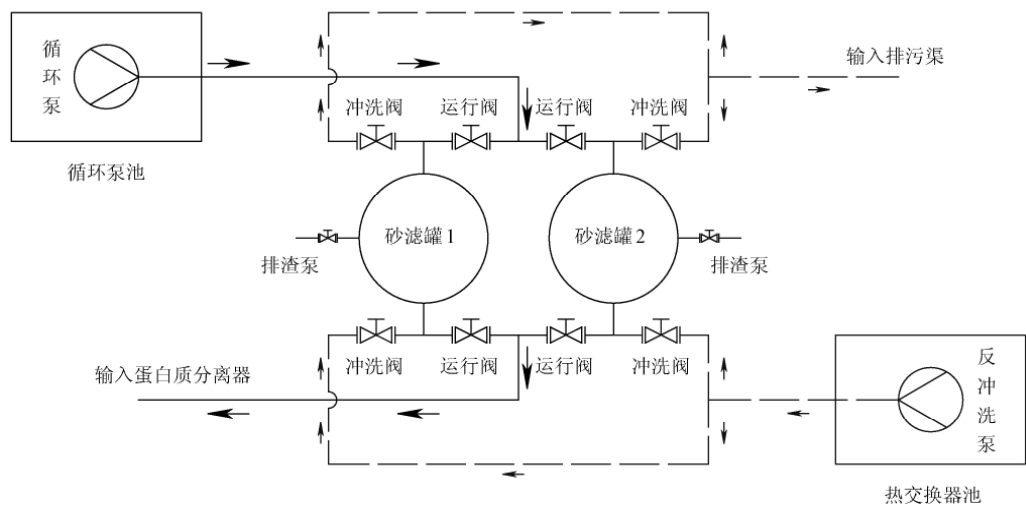 循环泵
循环泵池
输入排污渠
冲洗阀
运行阀
运行阀
冲洗阀
砂滤罐1
砂滤罐2
排渣泵
排渣泵
冲洗阀
运行阀
运行阀
冲洗阀
输入蛋白质分离器
反冲洗泵
热交换器池